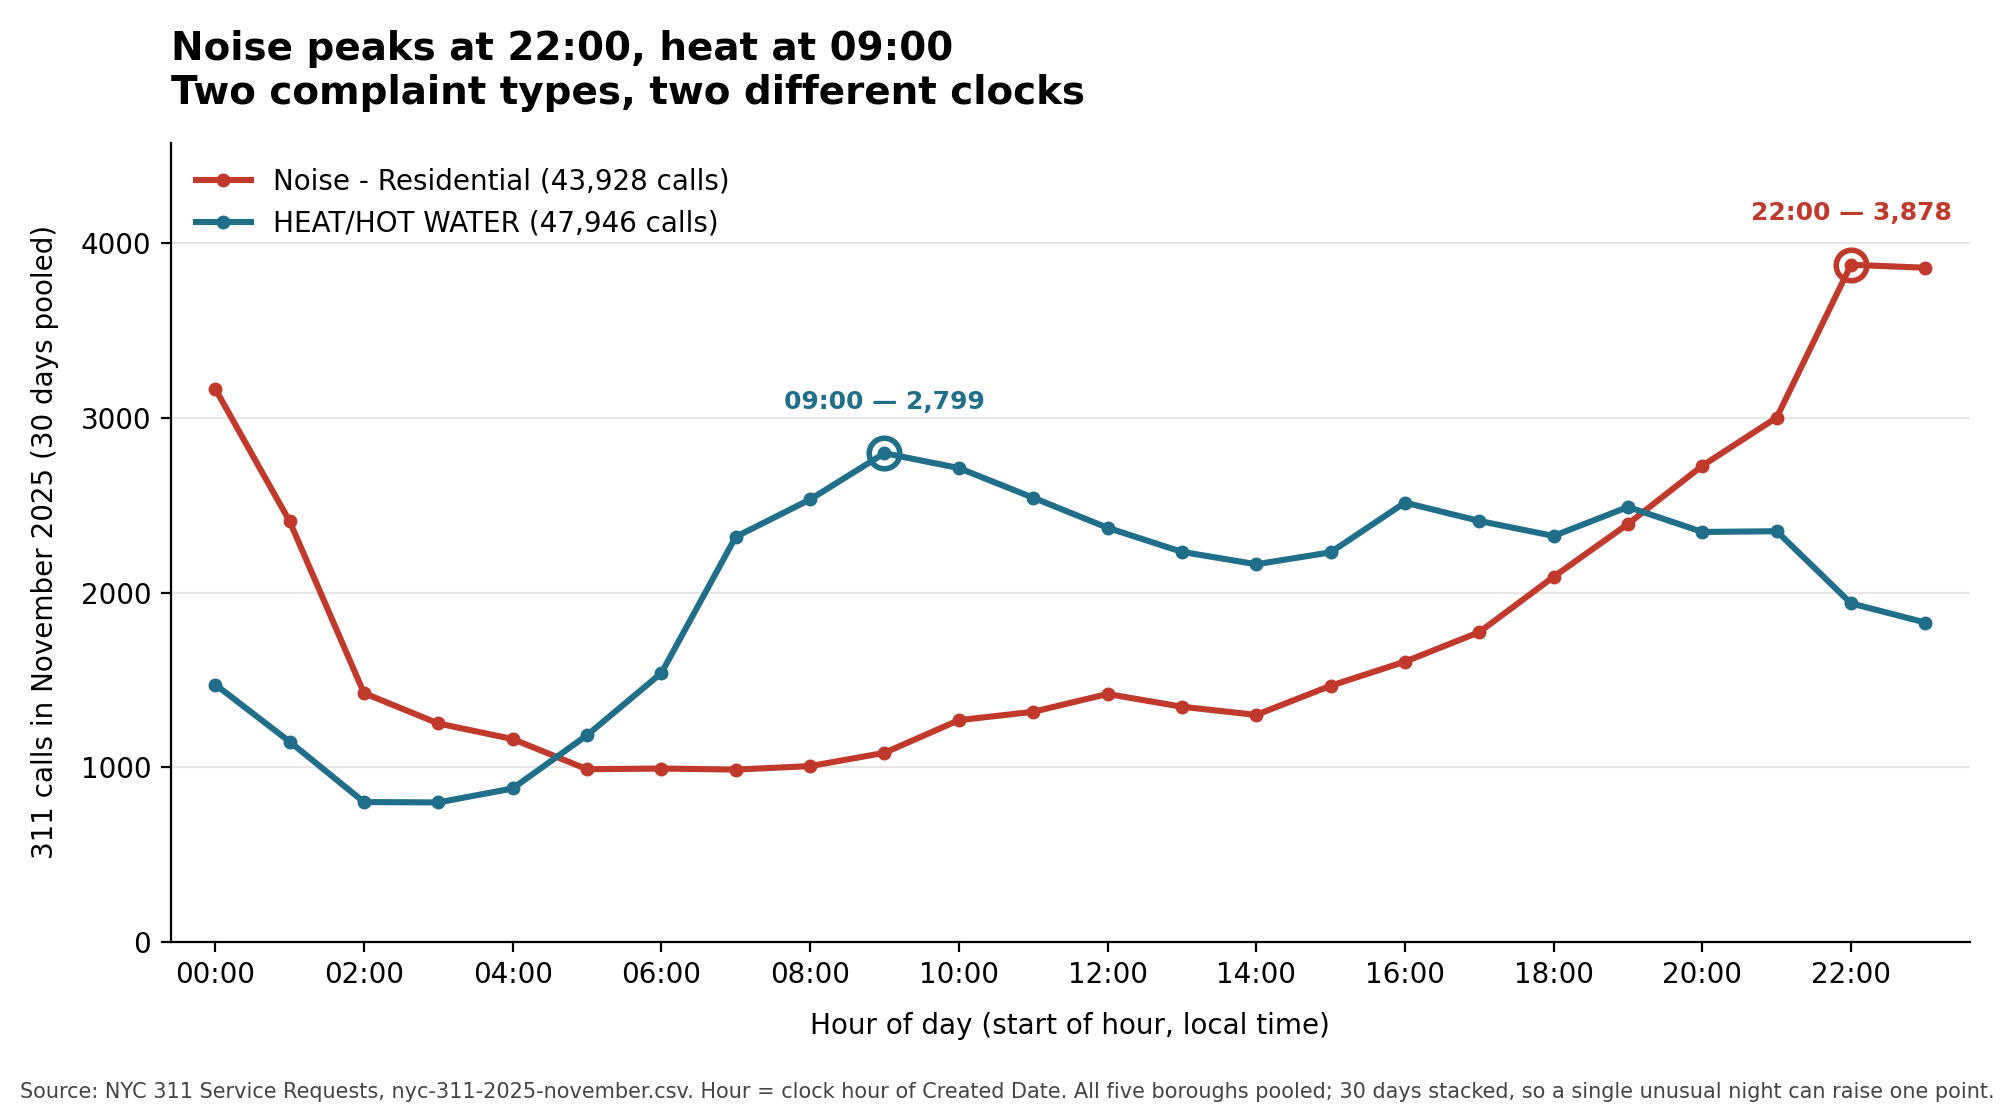 Noise peaks at 22:00, heat at 09:00
Two complaint types, two different clocks
Noise - Residential (43,928 calls)
HEAT/HOT WATER (47,946 calls)
22:00 — 3,878
09:00 — 2,799
311 calls in November 2025 (30 days pooled)
4000
3000
2000
1000
0
00:00
02:00
04:00
06:00
08:00
10:00
12:00
14:00
16:00
18:00
20:00
22:00
Hour of day (start of hour, local time)
Source: NYC 311 Service Requests, nyc-311-2025-november.csv. Hour = clock hour of Created Date. All five boroughs pooled; 30 days stacked, so a single unusual night can raise one point.